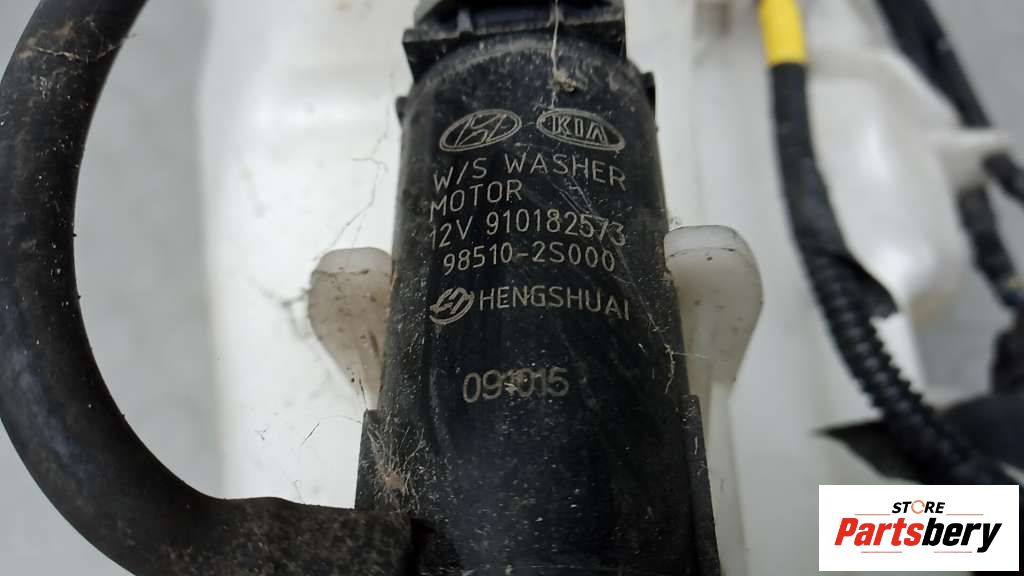 KIA
W/S WASHER
MOTOR
12V 910182573
98510-2S000
HENGSHUAI
091015
STORE
Partsbery